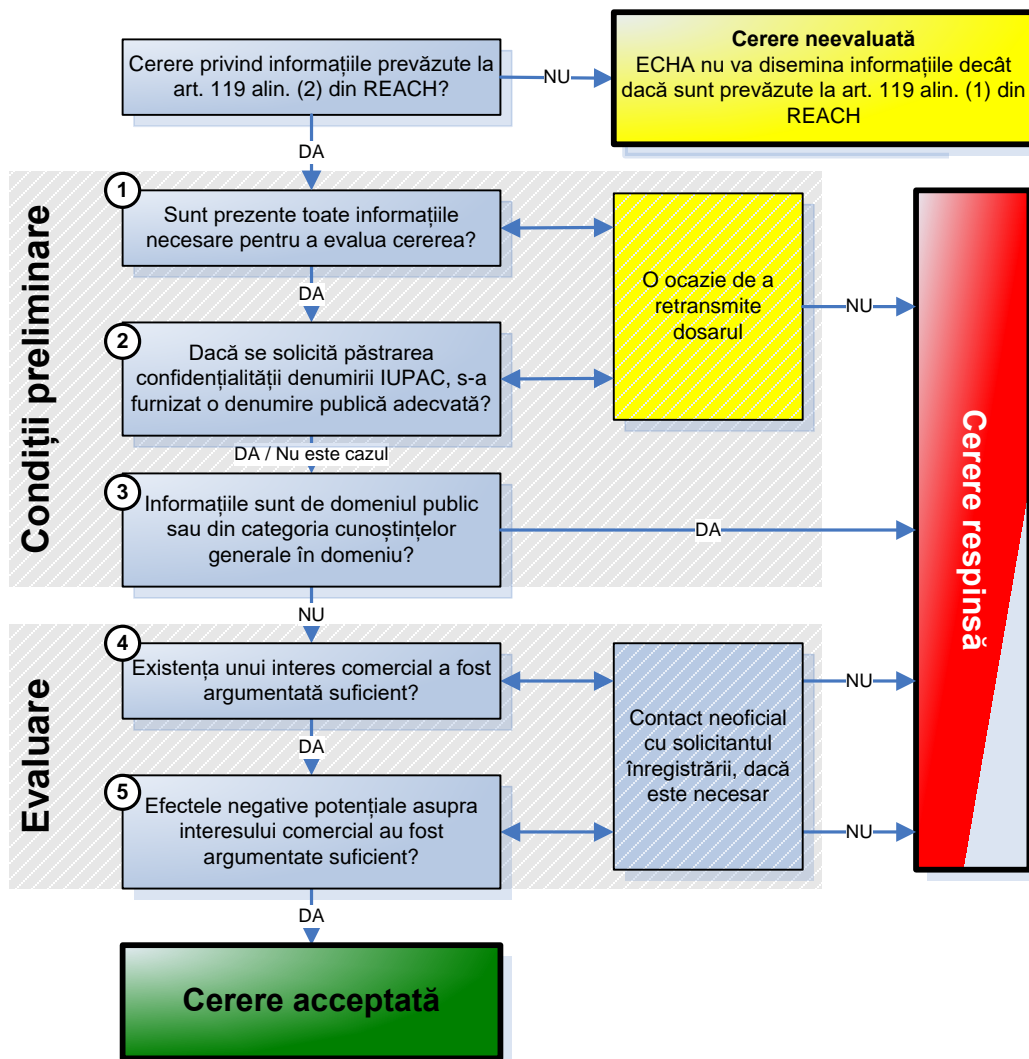 Cerere privind informațiile prevăzute la
art. 119 alin. (2) din REACH?
NU
Cerere neevaluată
ECHA nu va disemina informațiile decât
dacă sunt prevăzute la art. 119 alin. (1) din
REACH
DA
Condiții preliminare
1
Sunt prezente toate informațiile
necesare pentru a evalua cererea?
O ocazie de a
retransmite
dosarul
NU
DA
2
Dacă se solicită păstrarea
confidențialității denumirii IUPAC, s-a
furnizat o denumire publică adecvată?
DA / Nu este cazul
3
Informațiile sunt de domeniul public
sau din categoria cunoștințelor
generale în domeniu?
DA
Cerere respinsă
NU
Evaluare
4
Existența unui interes comercial a fost
argumentată suficient?
Contact neoficial
cu solicitantul
înregistrării, dacă
este necesar
NU
DA
5
Efectele negative potențiale asupra
interesului comercial au fost
argumentate suficient?
NU
DA
Cerere acceptată